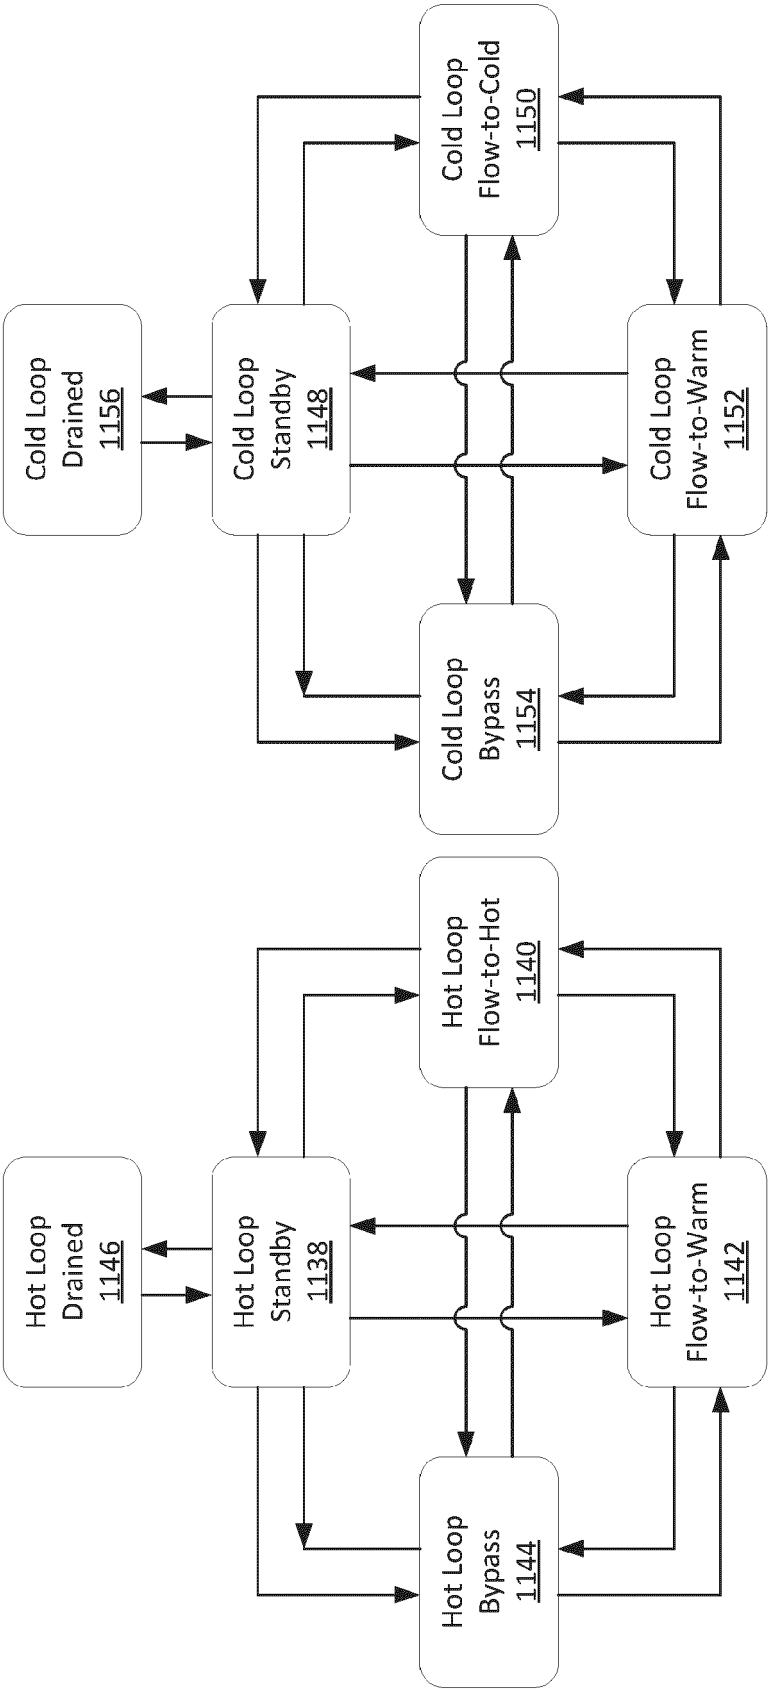 Hot Loop
Drained
1146
Hot Loop
Standby
1138
Hot Loop
Bypass
1144
Hot Loop
Flow-to-Hot
1140
Hot Loop
Flow-to-Warm
1142
Cold Loop
Drained
1156
Cold Loop
Standby
1148
Cold Loop
Bypass
1154
Cold Loop
Flow-to-Cold
1150
Cold Loop
Flow-to-Warm
1152